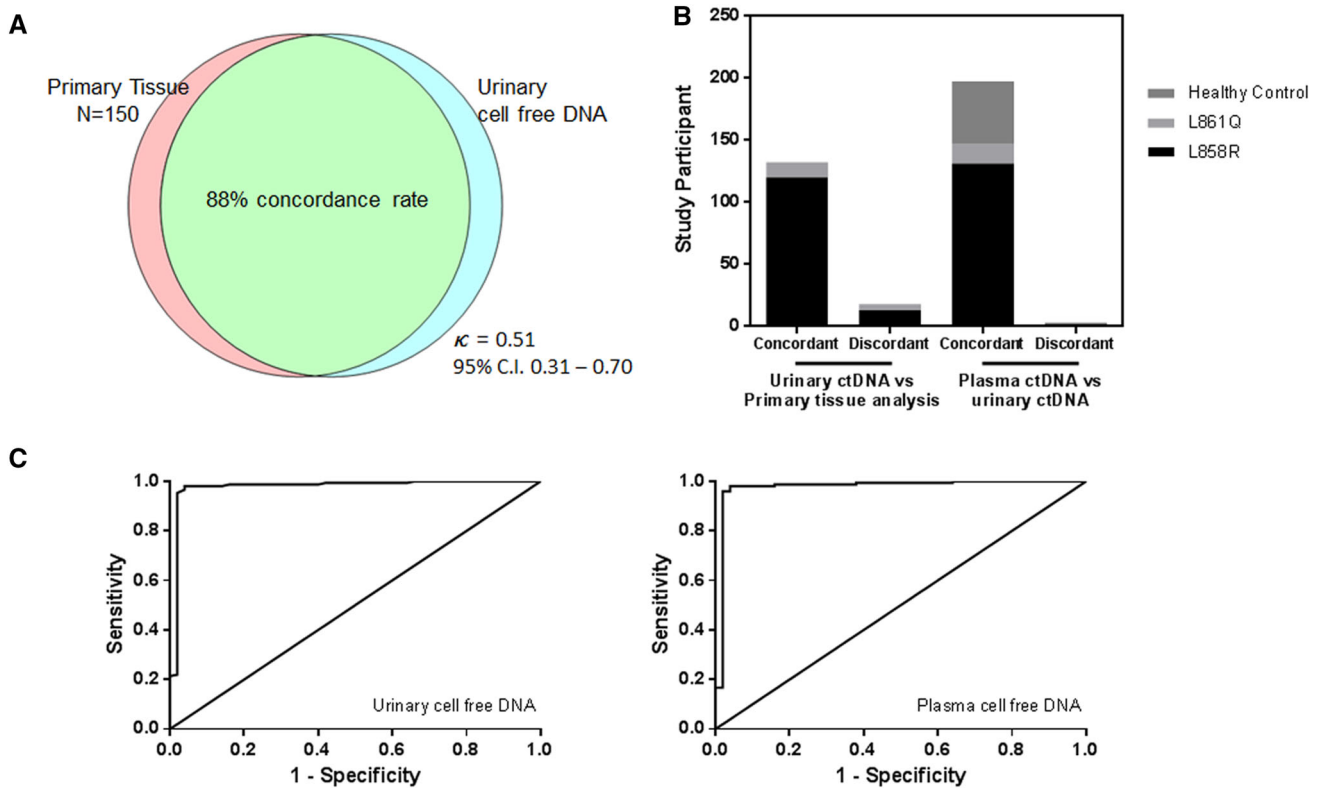 A
Primary Tissue
N=150
Urinary
cell free DNA
88% concordance rate
κ = 0.51
95% C.I. 0.31 – 0.70
B
Study Participant
250
200
150
100
50
0
Concordant Discordant Concordant Discordant
Urinary ctDNA vs
Primary tissue analysis
Plasma ctDNA vs
urinary ctDNA
Healthy Control
L861Q
L858R
C
Sensitivity
1.0
0.8
0.6
0.4
0.2
0.0
Urinary cell free DNA
0.0 0.2 0.4 0.6 0.8 1.0
1 - Specificity
Sensitivity
1.0
0.8
0.6
0.4
0.2
0.0
Plasma cell free DNA
0.0 0.2 0.4 0.6 0.8 1.0
1 - Specificity